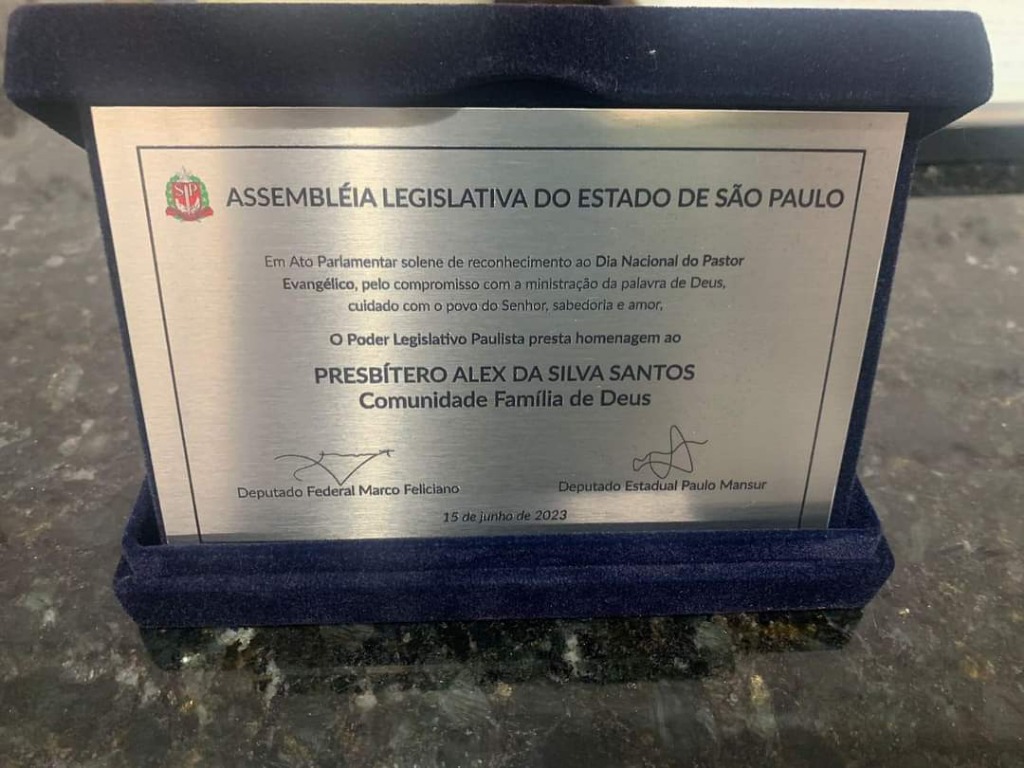 SP
ASSEMBLÉIA LEGISLATIVA DO ESTADO DE SÃO PAULO
Em Ato Parlamentar solene de reconhecimento ao Dia Nacional do Pastor
Evangélico, pelo compromisso com a ministração da palavra de Deus,
cuidado com o povo do Senhor, sabedoria e amor,
O Poder Legislativo Paulista presta homenagem ao
PRESBÍTERO ALEX DA SILVA SANTOS
Comunidade Família de Deus
Deputado Federal Marco Feliciano
Deputado Estadual Paulo Mansur
15 de junho de 2023